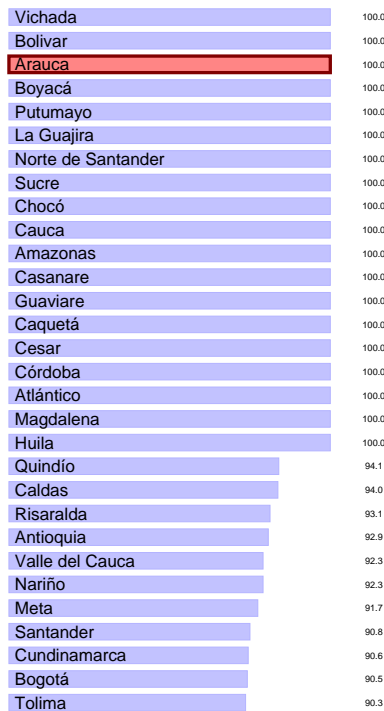 Vichada 100.0
Bolivar 100.0
Arauca 100.0
Boyacá 100.0
Putumayo 100.0
La Guajira 100.0
Norte de Santander 100.0
Sucre 100.0
Chocó 100.0
Cauca 100.0
Amazonas 100.0
Casanare 100.0
Guaviare 100.0
Caquetá 100.0
Cesar 100.0
Córdoba 100.0
Atlántico 100.0
Magdalena 100.0
Huila 100.0
Quindío 94.1
Caldas 94.0
Risaralda 93.1
Antioquia 92.9
Valle del Cauca 92.3
Nariño 92.3
Meta 91.7
Santander 90.8
Cundinamarca 90.6
Bogotá 90.5
Tolima 90.3